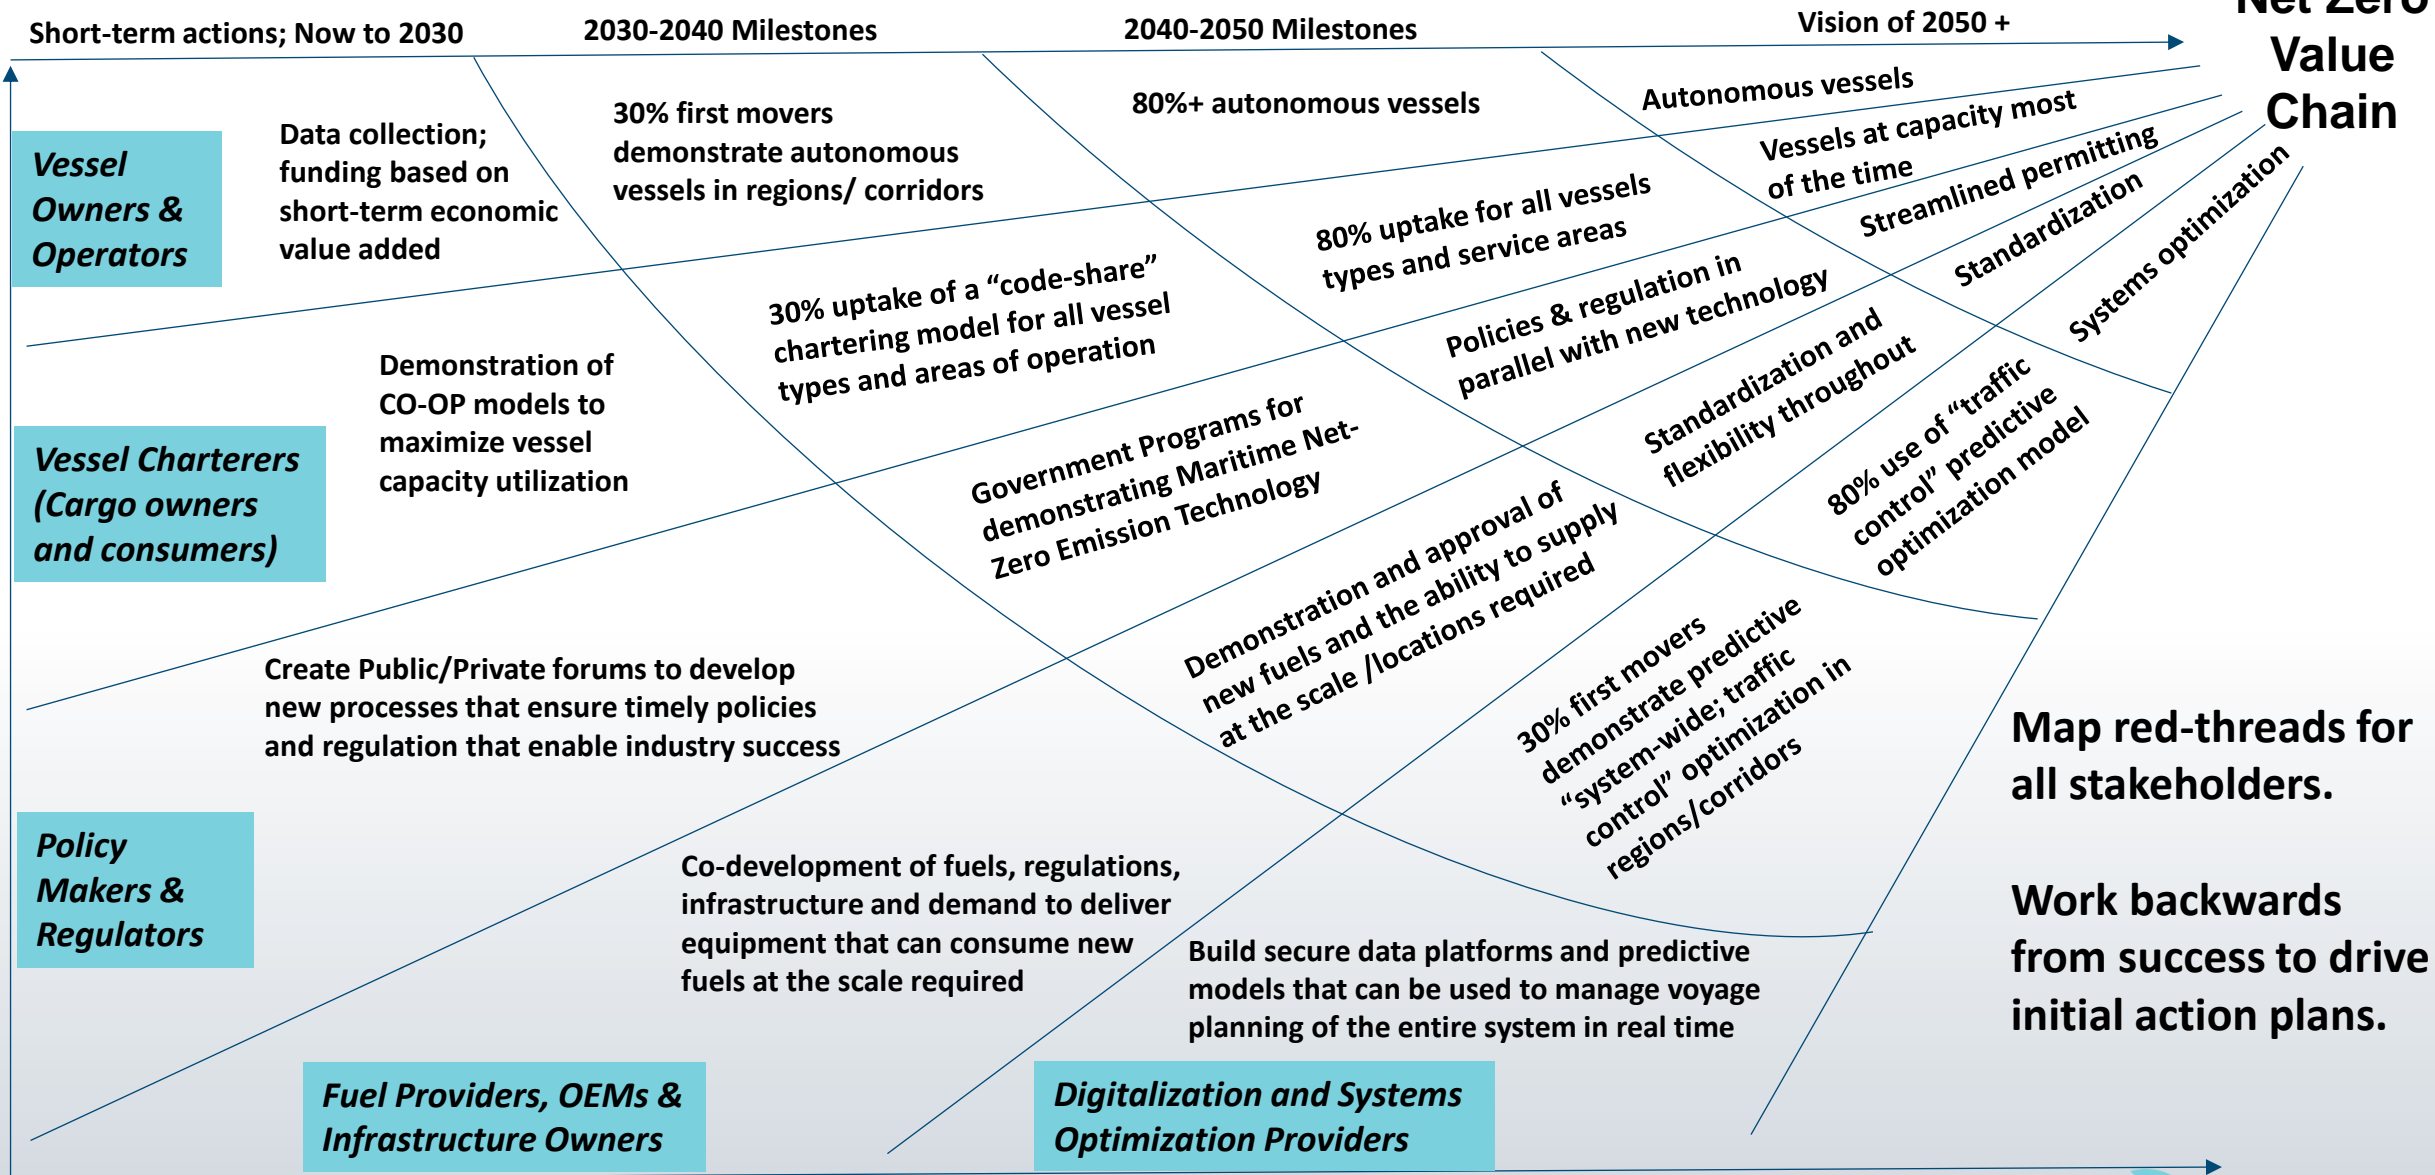 Short-term actions; Now to 2030
2030-2040 Milestones
2040-2050 Milestones
Vision of 2050 +
Net Zero
Value
Chain
Vessel
Owners &
Operators
Data collection;
funding based on
short-term economic
value added
30% first movers
demonstrate autonomous
vessels in regions/ corridors
80%+ autonomous vessels
Autonomous vessels
Vessel Charterers
(Cargo owners
and consumers)
Demonstration of
CO-OP models to
maximize vessel
capacity utilization
30% uptake of a “code-share”
chartering model for all vessel
types and areas of operation
80% uptake for all vessels
types and service areas
Vessels at capacity most
of the time
Policy
Makers &
Regulators
Create Public/Private forums to develop
new processes that ensure timely policies
and regulation that enable industry success
Government Programs for
demonstrating Maritime Net-
Zero Emission Technology
Policies & regulation in
parallel with new technology
Streamlined permitting
Fuel Providers, OEMs &
Infrastructure Owners
Co-development of fuels, regulations,
infrastructure and demand to deliver
equipment that can consume new
fuels at the scale required
Demonstration and approval of
new fuels and the ability to supply
at the scale /locations required
Standardization and
flexibility throughout
Standardization
Digitalization and Systems
Optimization Providers
Build secure data platforms and predictive
models that can be used to manage voyage
planning of the entire system in real time
30% first movers
demonstrate predictive
“system-wide; traffic
control” optimization in
regions/corridors
80% use of “traffic
control” predictive
optimization model
Systems optimization
Map red-threads for
all stakeholders.
Work backwards
from success to drive
initial action plans.